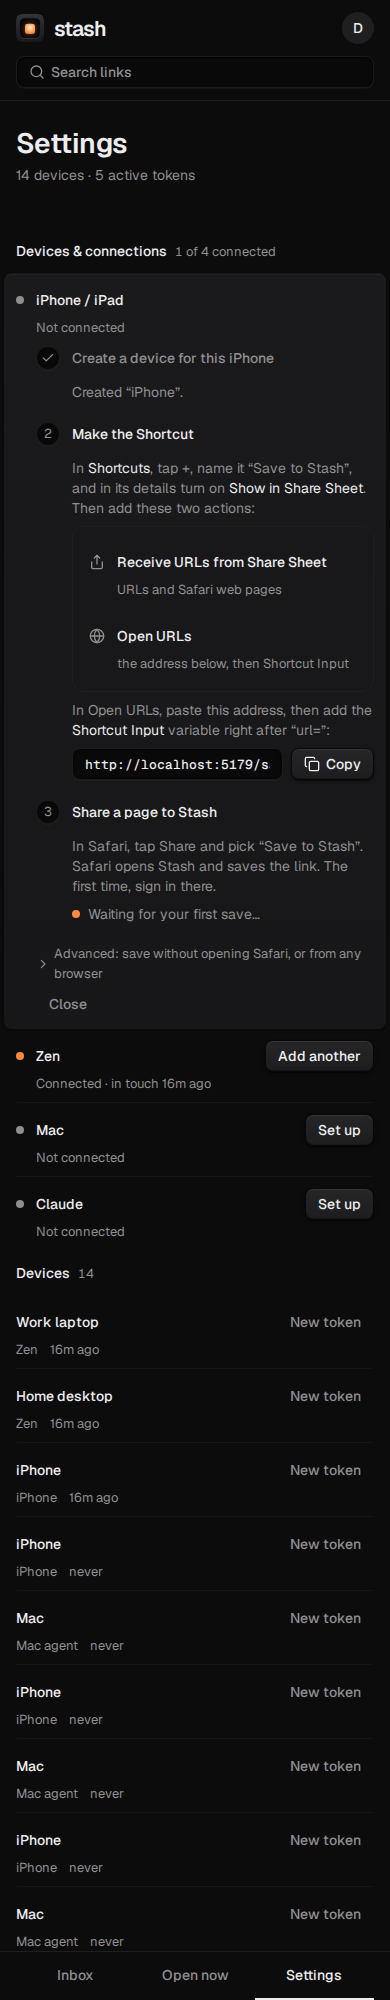 stash
D
Search links
Settings
14 devices · 5 active tokens
Devices & connections 1 of 4 connected
iPhone / iPad
Not connected
Create a device for this iPhone
Created “iPhone”.
2 Make the Shortcut
In Shortcuts, tap +, name it “Save to Stash”,
and in its details turn on Show in Share Sheet.
Then add these two actions:
Receive URLs from Share Sheet
URLs and Safari web pages
Open URLs
the address below, then Shortcut Input
In Open URLs, paste this address, then add the
Shortcut Input variable right after “url=”:
http://localhost:5179/s
Copy
3 Share a page to Stash
In Safari, tap Share and pick “Save to Stash”.
Safari opens Stash and saves the link. The
first time, sign in there.
Waiting for your first save…
Advanced: save without opening Safari, or from any
browser
Close
Zen
Add another
Connected · in touch 16m ago
Mac
Set up
Not connected
Claude
Set up
Not connected
Devices 14
Work laptop
New token
Zen 16m ago
Home desktop
New token
Zen 16m ago
iPhone
New token
iPhone 16m ago
iPhone
New token
iPhone never
Mac
New token
Mac agent never
iPhone
New token
iPhone never
Mac
New token
Mac agent never
iPhone
New token
iPhone never
Mac
New token
Mac agent never
Inbox
Open now
Settings